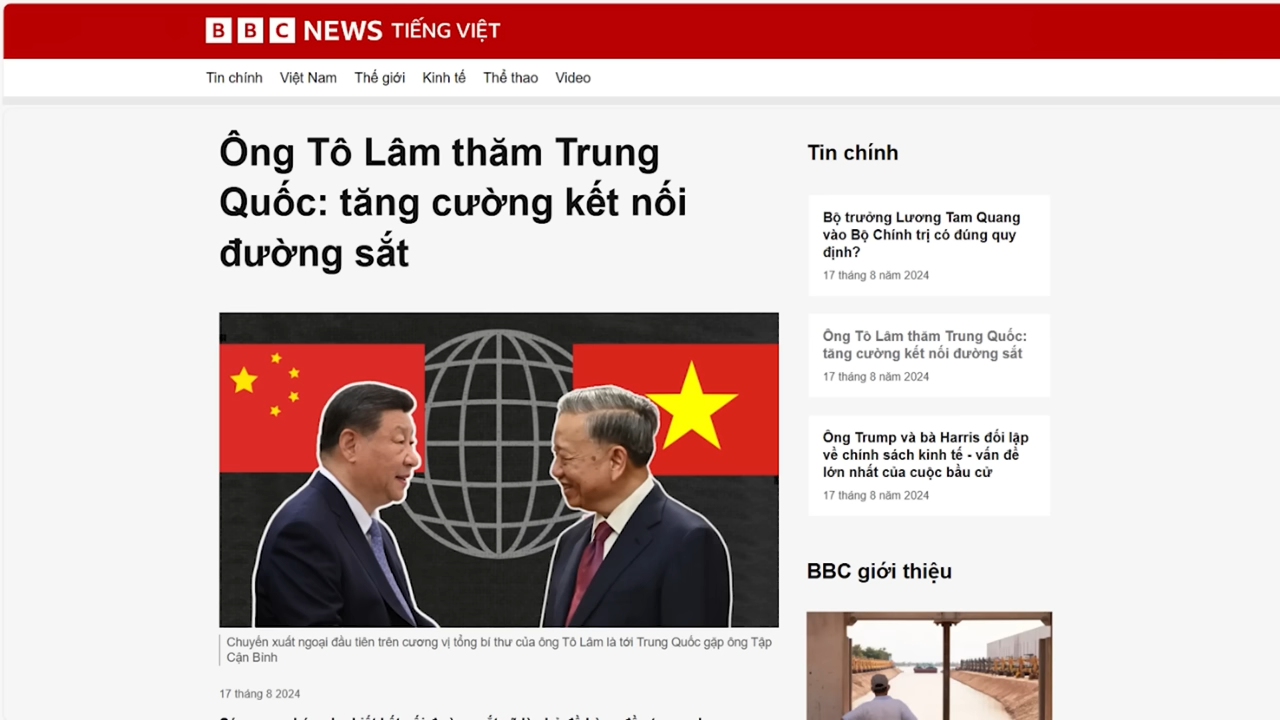 BBC NEWS TIẾNG VIỆT
Tin chính Việt Nam Thế giới Kinh tế Thể thao Video
Ông Tô Lâm thăm Trung
Quốc: tăng cường kết nối
đường sắt
Chuyến xuất ngoại đầu tiên trên cương vị tổng bí thư của ông Tô Lâm là tới Trung Quốc gặp ông Tập
Cận Bình
17 tháng 8 2024
Tin chính
Bộ trưởng Lương Tam Quang
vào Bộ Chính trị có đúng quy
định?
17 tháng 8 năm 2024
Ông Tô Lâm thăm Trung Quốc:
tăng cường kết nối đường sắt
17 tháng 8 năm 2024
Ông Trump và bà Harris đối lập
về chính sách kinh tế - vấn đề
lớn nhất của cuộc bầu cử
17 tháng 8 năm 2024
BBC giới thiệu